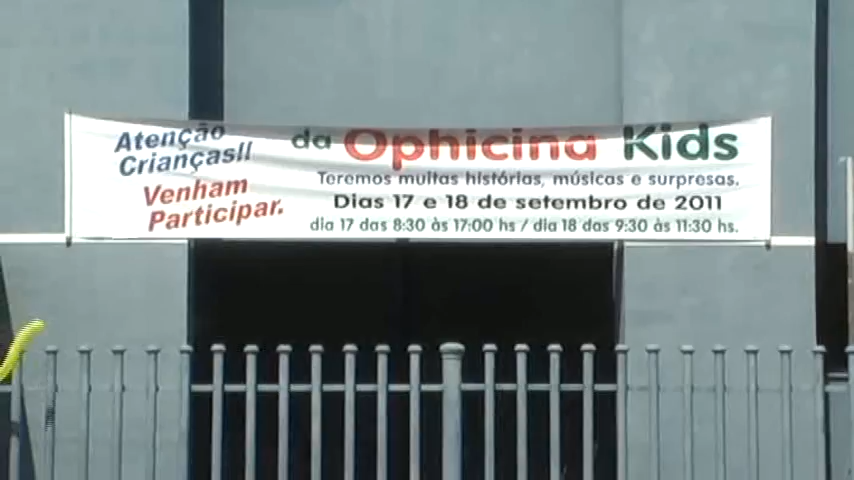 Atenção
Crianças!!
Venham
Participar.
da Ophicina Kids
Teremos muitas histórias, músicas e surpresas.
Dias 17 e 18 de setembro de 2011
dia 17 das 8:30 às 17:00 hs / dia 18 das 9:30 às 11:30 hs.